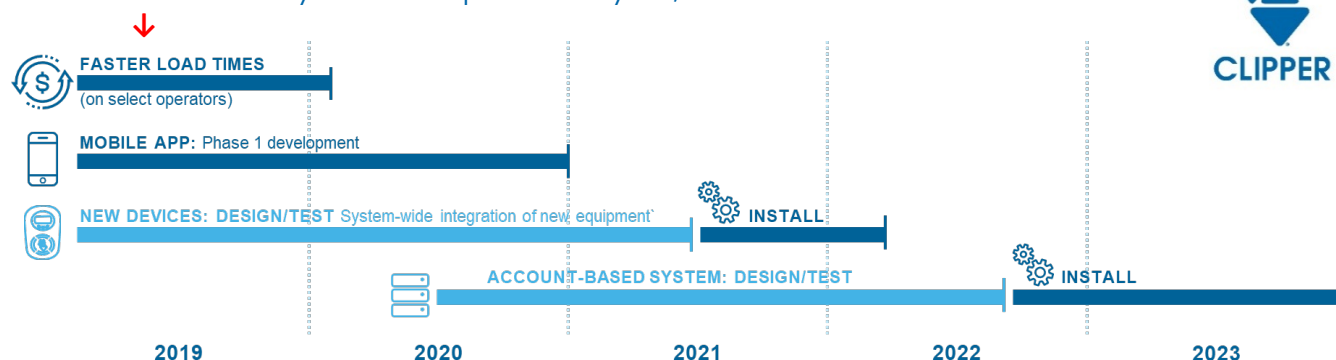 CLIPPER
FASTER LOAD TIMES
(on select operators)
MOBILE APP: Phase 1 development
NEW DEVICES: DESIGN/TEST System-wide integration of new equipment`
INSTALL
ACCOUNT-BASED SYSTEM: DESIGN/TEST
INSTALL
2019 2020 2021 2022 2023